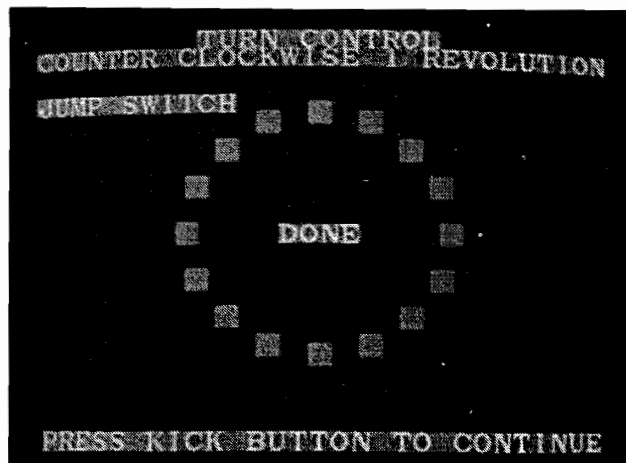 TURN CONTROL
COUNTER CLOCKWISE 1 REVOLUTION
JUMP SWITCH
DONE
PRESS KICK BUTTON TO CONTINUE